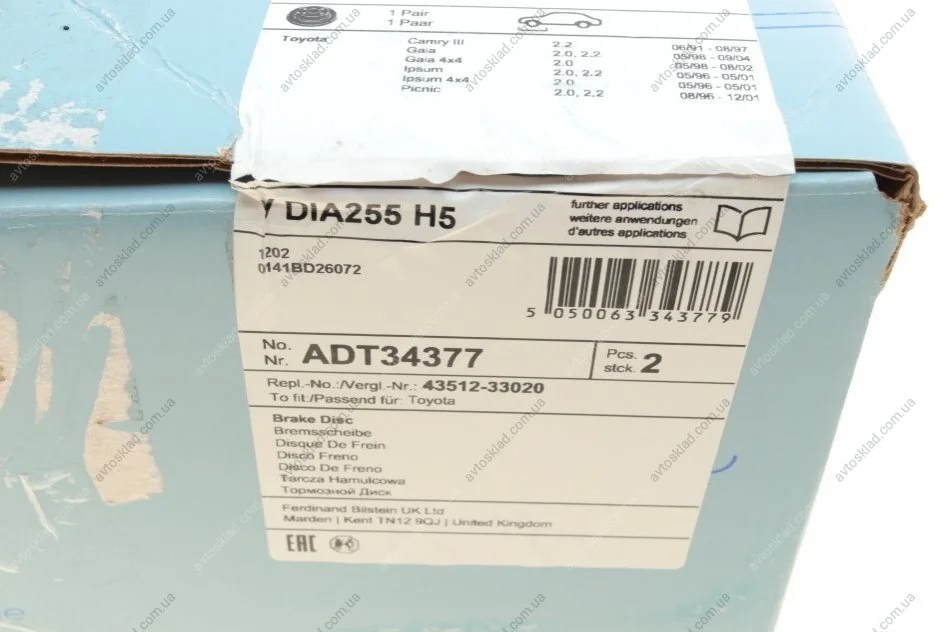 1 Pair
1 Paar
Toyota
Camry III 2.2 06/91 - 08/97
Gaia 2.0, 2.2 05/98 - 09/04
Gaia 4x4 2.0 05/98 - 08/02
Ipsum 2.0, 2.2 05/96 - 05/01
Ipsum 4x4 2.0 05/96 - 05/01
Picnic 2.0, 2.2 08/96 - 12/01
DIA255 H5
further applications
weitere anwendungen
d'autres applications
1202
0141BD26072
5 050063 343779
No.
Nr. ADT34377
Pcs.
stck. 2
Repl.-No.:/Vergl.-Nr.: 43512-33020
To fit:/Passend für: Toyota
Brake Disc
Bremsscheibe
Disque De Frein
Disco Freno
Disco De Freno
Tarcza Hamulcowa
Тормозной Диск
Ferdinand Bilstein UK Ltd
Marden | Kent TN12 9QJ | United Kingdom
EAC
avtosklad.com.ua